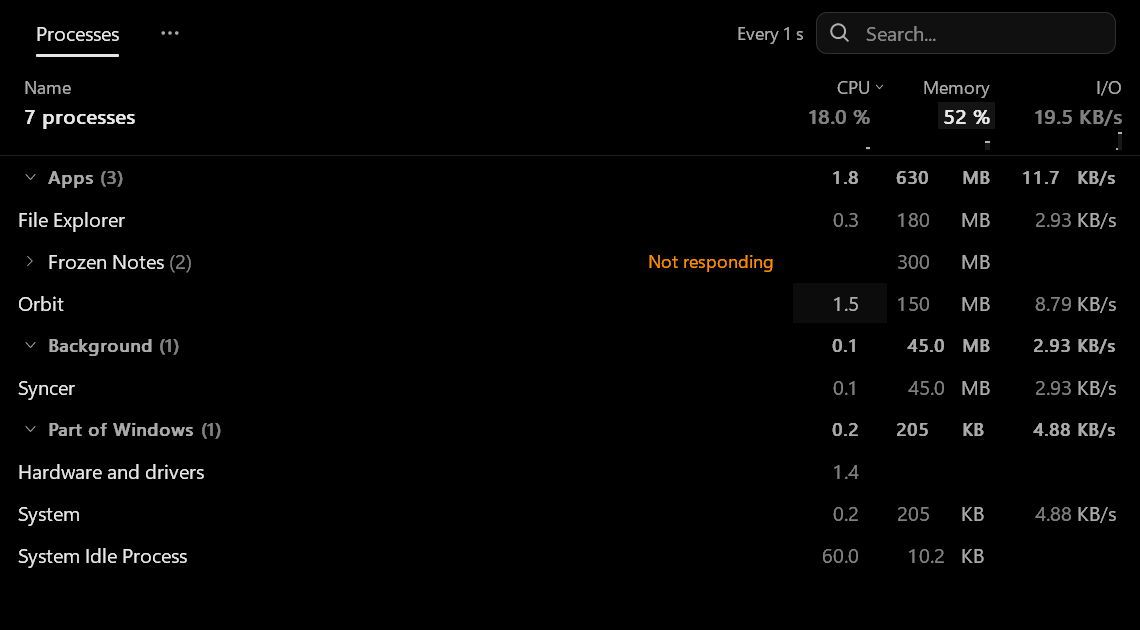 Processes ··· Every 1 s Search...
Name CPU Memory I/O
7 processes 18.0 % 52 % 19.5 KB/s
Apps (3) 1.8 630 MB 11.7 KB/s
File Explorer 0.3 180 MB 2.93 KB/s
Frozen Notes (2) Not responding 300 MB
Orbit 1.5 150 MB 8.79 KB/s
Background (1) 0.1 45.0 MB 2.93 KB/s
Syncer 0.1 45.0 MB 2.93 KB/s
Part of Windows (1) 0.2 205 KB 4.88 KB/s
Hardware and drivers 1.4
System 0.2 205 KB 4.88 KB/s
System Idle Process 60.0 10.2 KB